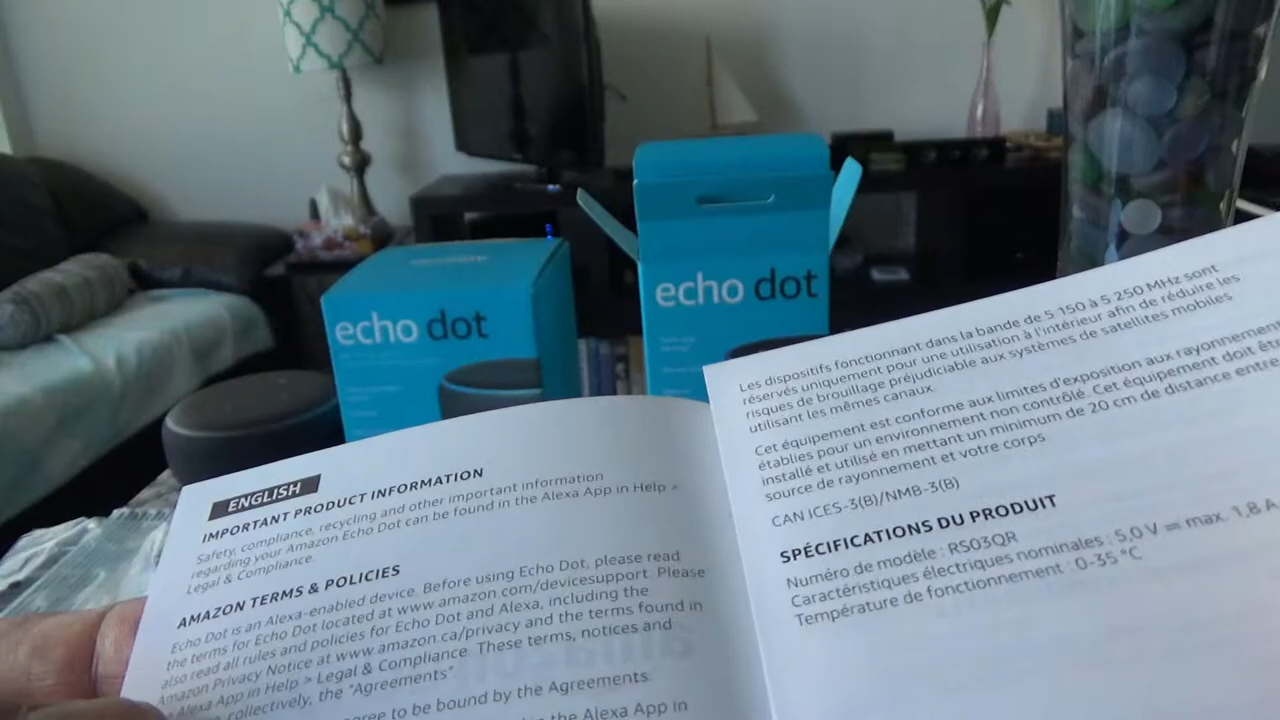 echo dot
echo dot
ENGLISH
IMPORTANT PRODUCT INFORMATION
Safety, compliance, recycling and other important information
regarding your Amazon Echo Dot can be found in the Alexa App in Help >
Legal & Compliance.
AMAZON TERMS & POLICIES
Echo Dot is an Alexa-enabled device. Before using Echo Dot, please read
the terms for Echo Dot located at www.amazon.com/devicesupport. Please
also read all rules and policies for Echo Dot and Alexa, including the
Amazon Privacy Notice at www.amazon.ca/privacy and the terms found in
Alexa App in Help > Legal & Compliance. These terms, notices and
collectively, the "Agreements".
to be bound by the Agreements.
the Alexa App in
Les dispositifs fonctionnant dans la bande de 5 150 à 5 250 MHz sont
réservés uniquement pour une utilisation à l'intérieur afin de réduire les
risques de brouillage préjudiciable aux systèmes de satellites mobiles
utilisant les mêmes canaux.
Cet équipement est conforme aux limites d'exposition aux rayonnements
établies pour un environnement non contrôlé. Cet équipement doit être
installé et utilisé en mettant un minimum de 20 cm de distance entre
source de rayonnement et votre corps.
CAN ICES-3(B)/NMB-3(B)
SPÉCIFICATIONS DU PRODUIT
Numéro de modèle : RS03QR
Caractéristiques électriques nominales : 5,0 V ⎓ max. 1,8 A
Température de fonctionnement : 0-35 °C